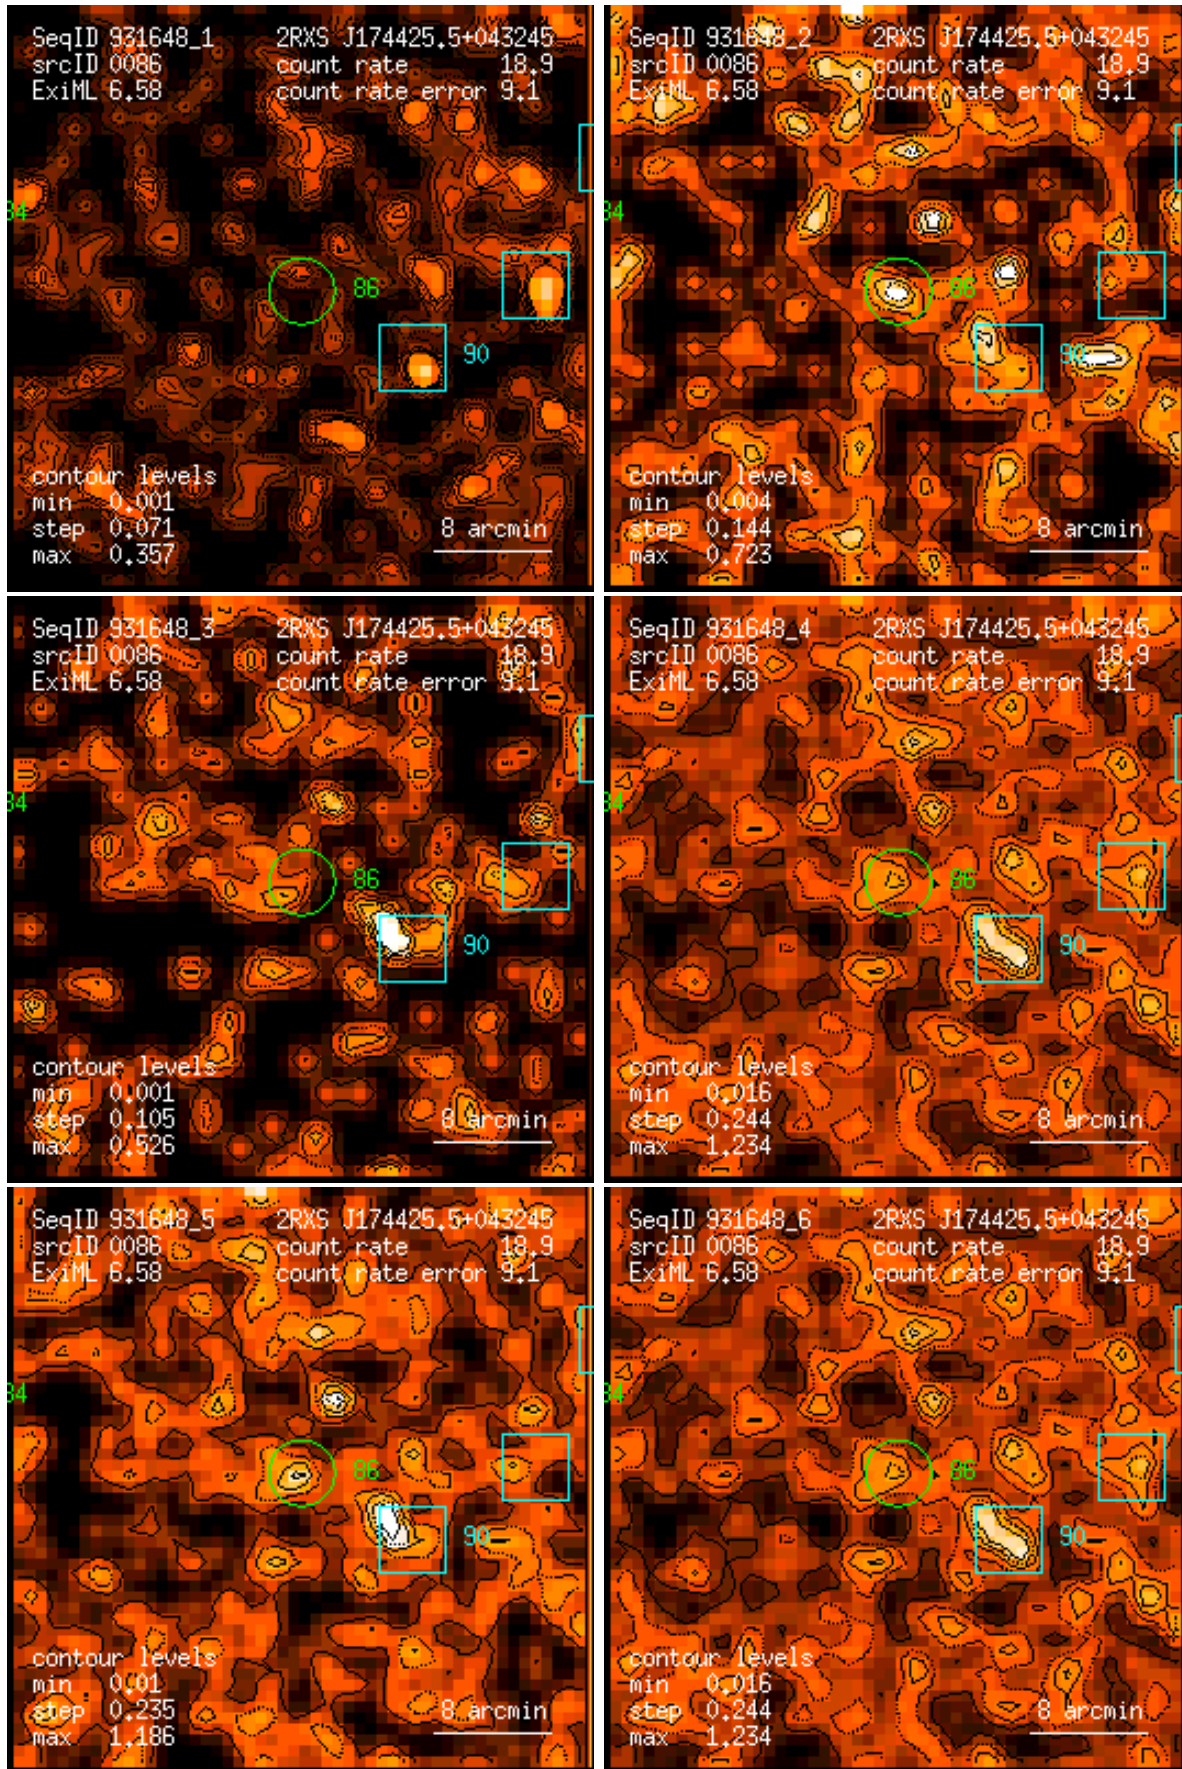 SeqID 931648_1 2RXS J174425.5+043245
srcID 0086 count rate 18.9
ExiML 6.58 count rate error 9.1
84
86
90
contour levels
min 0.001
step 0.071
max 0.357
8 arcmin
SeqID 931648_2 2RXS J174425.5+043245
srcID 0086 count rate 18.9
ExiML 6.58 count rate error 9.1
84
86
90
contour levels
min 0.004
step 0.144
max 0.723
8 arcmin
SeqID 931648_3 2RXS J174425.5+043245
srcID 0086 count rate 18.9
ExiML 6.58 count rate error 9.1
84
86
90
contour levels
min 0.001
step 0.105
max 0.526
8 arcmin
SeqID 931648_4 2RXS J174425.5+043245
srcID 0086 count rate 18.9
ExiML 6.58 count rate error 9.1
84
86
90
contour levels
min 0.016
step 0.244
max 1.234
8 arcmin
SeqID 931648_5 2RXS J174425.5+043245
srcID 0086 count rate 18.9
ExiML 6.58 count rate error 9.1
84
86
90
contour levels
min 0.01
step 0.235
max 1.186
8 arcmin
SeqID 931648_6 2RXS J174425.5+043245
srcID 0086 count rate 18.9
ExiML 6.58 count rate error 9.1
84
86
90
contour levels
min 0.016
step 0.244
max 1.234
8 arcmin